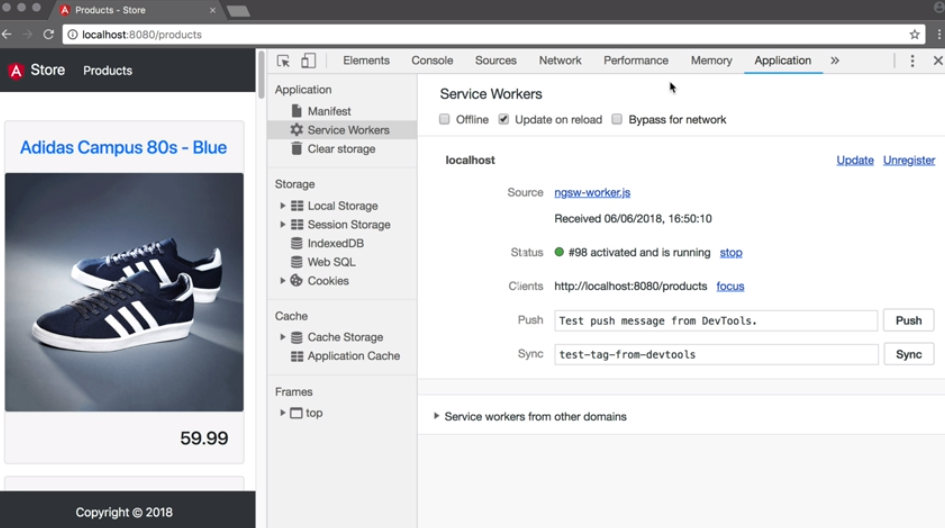 Products - Store
localhost:8080/products
Store Products
Adidas Campus 80s - Blue
59.99
Copyright © 2018
Elements Console Sources Network Performance Memory Application
Application
Manifest
Service Workers
Clear storage
Storage
Local Storage
Session Storage
IndexedDB
Web SQL
Cookies
Cache
Cache Storage
Application Cache
Frames
top
Service Workers
Offline Update on reload Bypass for network
localhost Update Unregister
Source ngsw-worker.js
Received 06/06/2018, 16:50:10
Status #98 activated and is running stop
Clients http://localhost:8080/products focus
Push Test push message from DevTools. Push
Sync test-tag-from-devtools Sync
Service workers from other domains